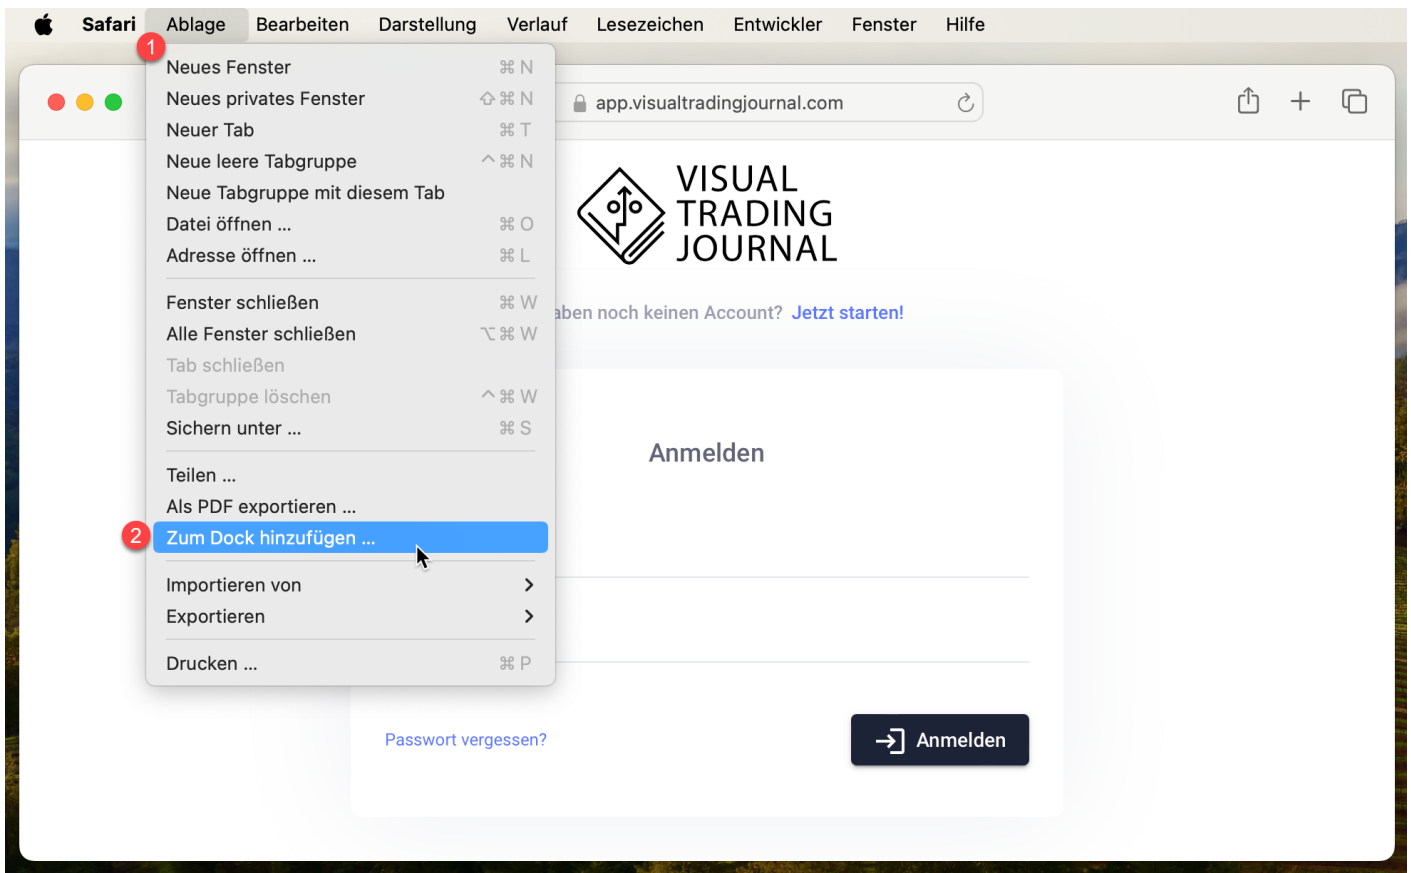 Safari Ablage Bearbeiten Darstellung Verlauf Lesezeichen Entwickler Fenster Hilfe
1
Neues Fenster ⌘ N
Neues privates Fenster ⇧ ⌘ N
Neuer Tab ⌘ T
Neue leere Tabgruppe ^ ⌘ N
Neue Tabgruppe mit diesem Tab
Datei öffnen ... ⌘ O
Adresse öffnen ... ⌘ L
Fenster schließen ⌘ W
Alle Fenster schließen ⌥ ⌘ W
Tab schließen
Tabgruppe löschen ^ ⌘ W
Sichern unter ... ⌘ S
Teilen ...
Als PDF exportieren ...
2 Zum Dock hinzufügen ...
Importieren von
Exportieren
Drucken ... ⌘ P
app.visualtradingjournal.com
VISUAL
TRADING
JOURNAL
aben noch keinen Account? Jetzt starten!
Anmelden
Passwort vergessen?
Anmelden